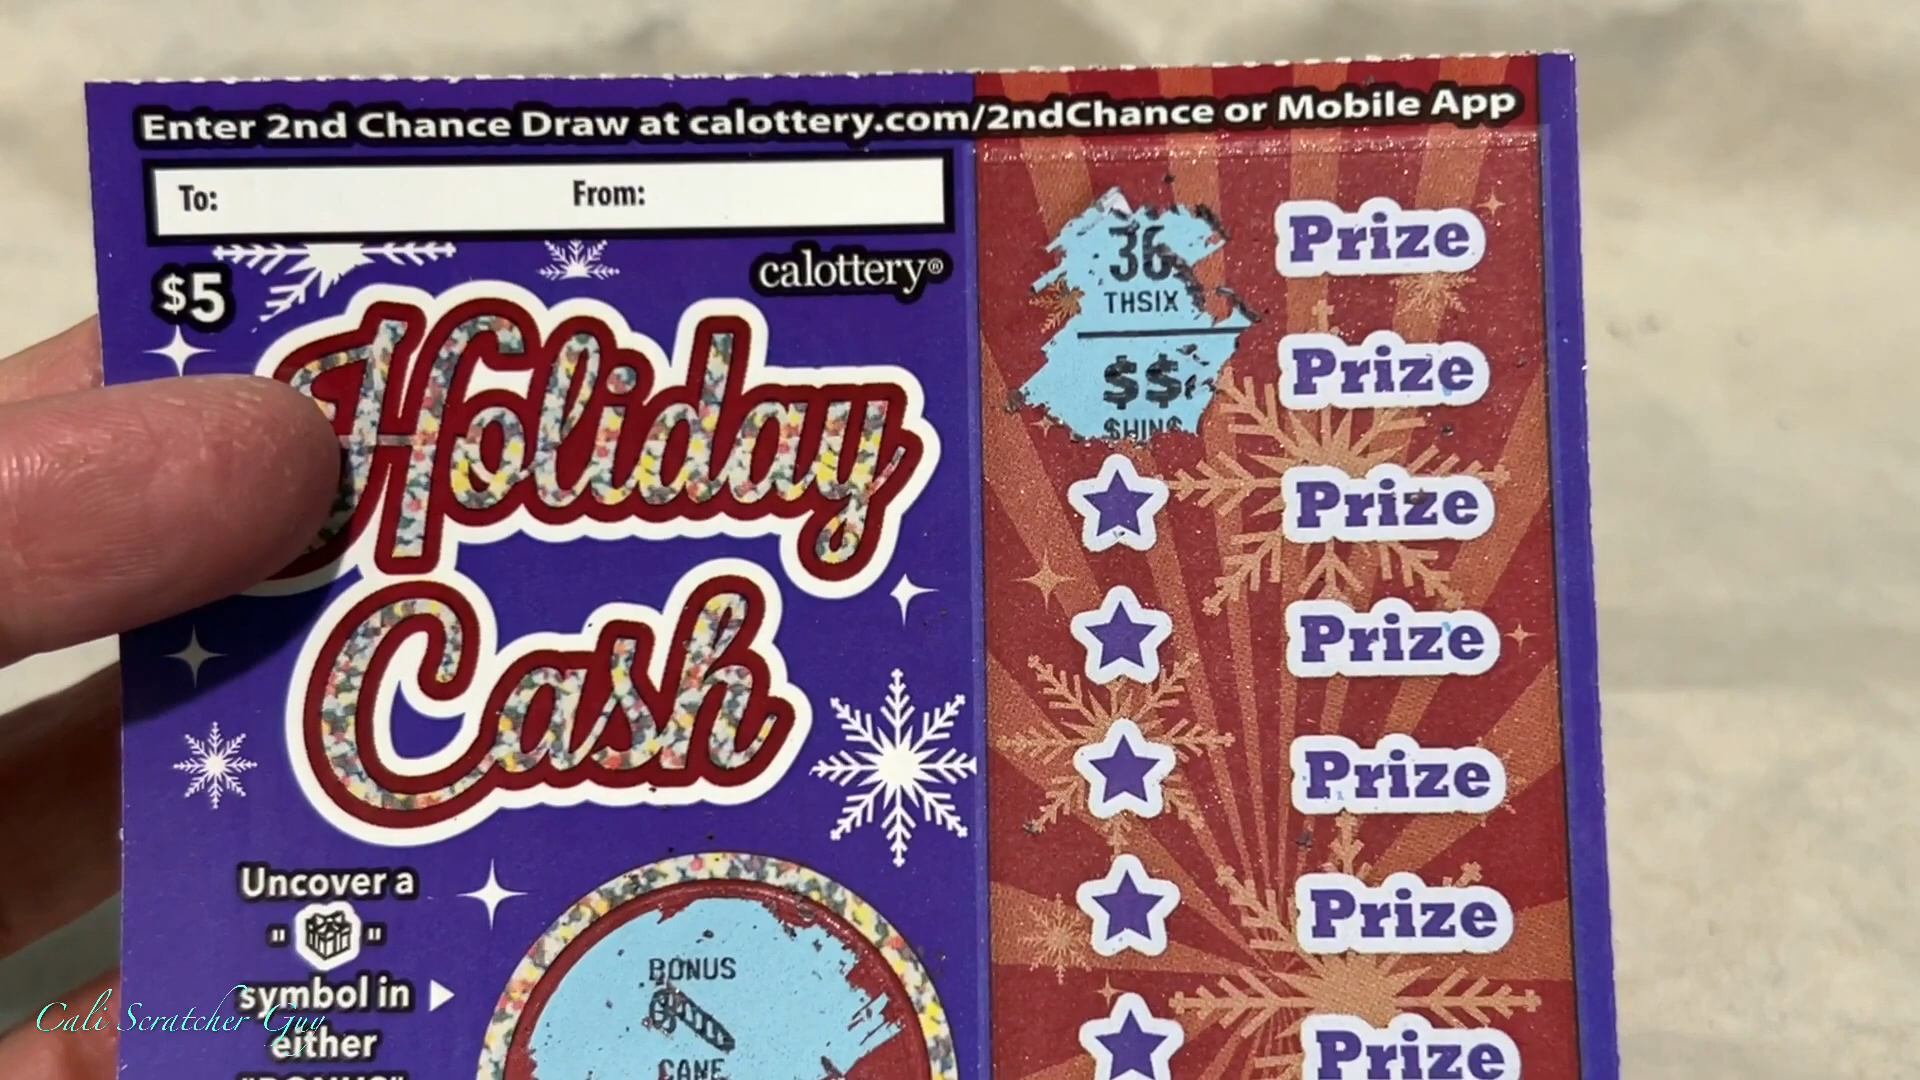 Enter 2nd Chance Draw at calottery.com/2ndChance or Mobile App
To: From:
$5
calottery®
Holiday
Cash
Uncover a
" "
symbol in
either
BONUS
CANE
36
THSIX
$$
$HIN$
Prize
Prize
Prize
Prize
Prize
Prize
Prize
Cali Scratcher Guy